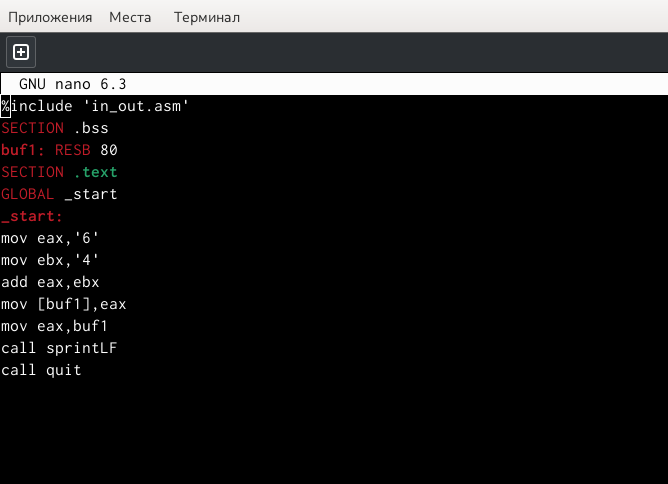 Приложения Места Терминал
GNU nano 6.3
%include 'in_out.asm'
SECTION .bss
buf1: RESB 80
SECTION .text
GLOBAL _start
_start:
mov eax,'6'
mov ebx,'4'
add eax,ebx
mov [buf1],eax
mov eax,buf1
call sprintLF
call quit